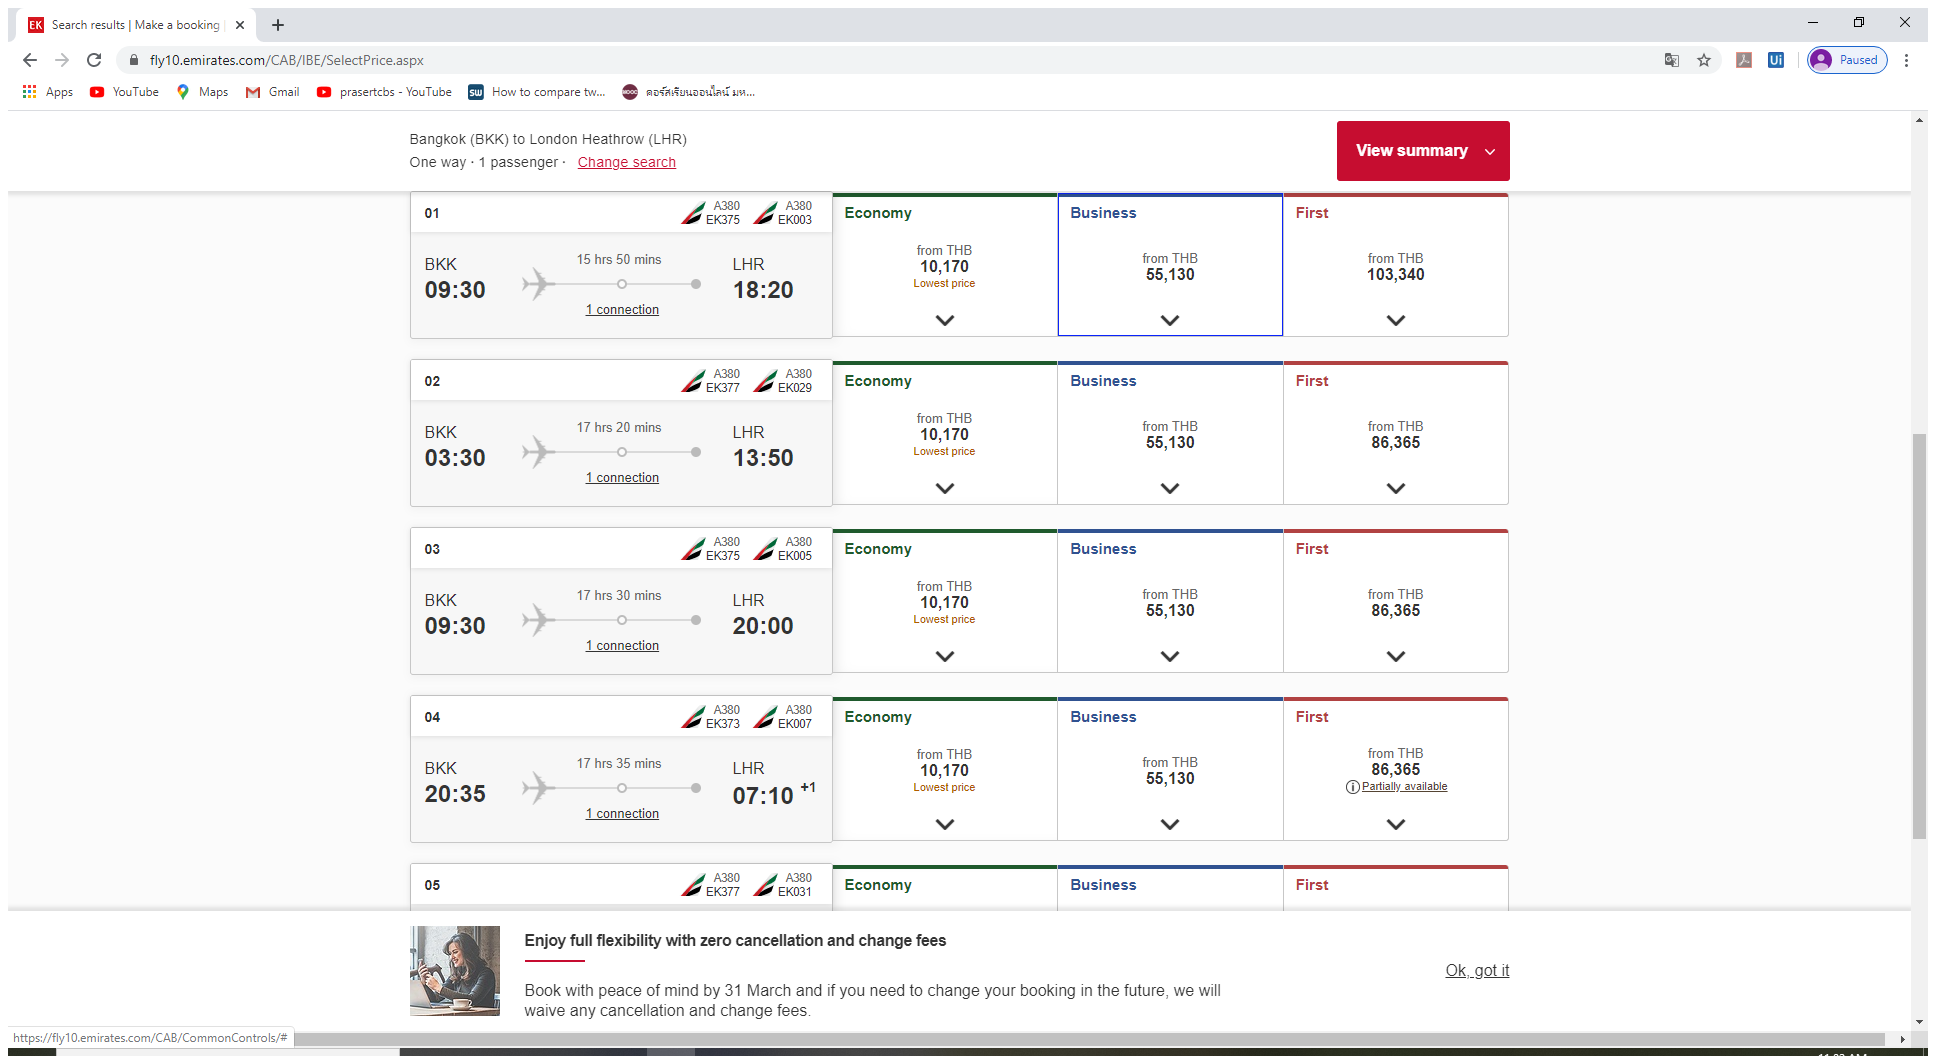 EK Search results | Make a booking
fly10.emirates.com/CAB/IBE/SelectPrice.aspx
Ui
Paused
Apps
YouTube
Maps
Gmail
prasertcbs - YouTube
SW How to compare tw...
MOOC คอร์สเรียนออนไลน์ มห...
Bangkok (BKK) to London Heathrow (LHR)
One way · 1 passenger · Change search
View summary
01
A380 EK375
A380 EK003
BKK
09:30
15 hrs 50 mins
1 connection
LHR
18:20
Economy
from THB
10,170
Lowest price
Business
from THB
55,130
First
from THB
103,340
02
A380 EK377
A380 EK029
BKK
03:30
17 hrs 20 mins
1 connection
LHR
13:50
Economy
from THB
10,170
Lowest price
Business
from THB
55,130
First
from THB
86,365
03
A380 EK375
A380 EK005
BKK
09:30
17 hrs 30 mins
1 connection
LHR
20:00
Economy
from THB
10,170
Lowest price
Business
from THB
55,130
First
from THB
86,365
04
A380 EK373
A380 EK007
BKK
20:35
17 hrs 35 mins
1 connection
LHR
07:10 +1
Economy
from THB
10,170
Lowest price
Business
from THB
55,130
First
from THB
86,365
Partially available
05
A380 EK377
A380 EK031
Economy
Business
First
Enjoy full flexibility with zero cancellation and change fees
Book with peace of mind by 31 March and if you need to change your booking in the future, we will
waive any cancellation and change fees.
Ok, got it
https://fly10.emirates.com/CAB/CommonControls/#